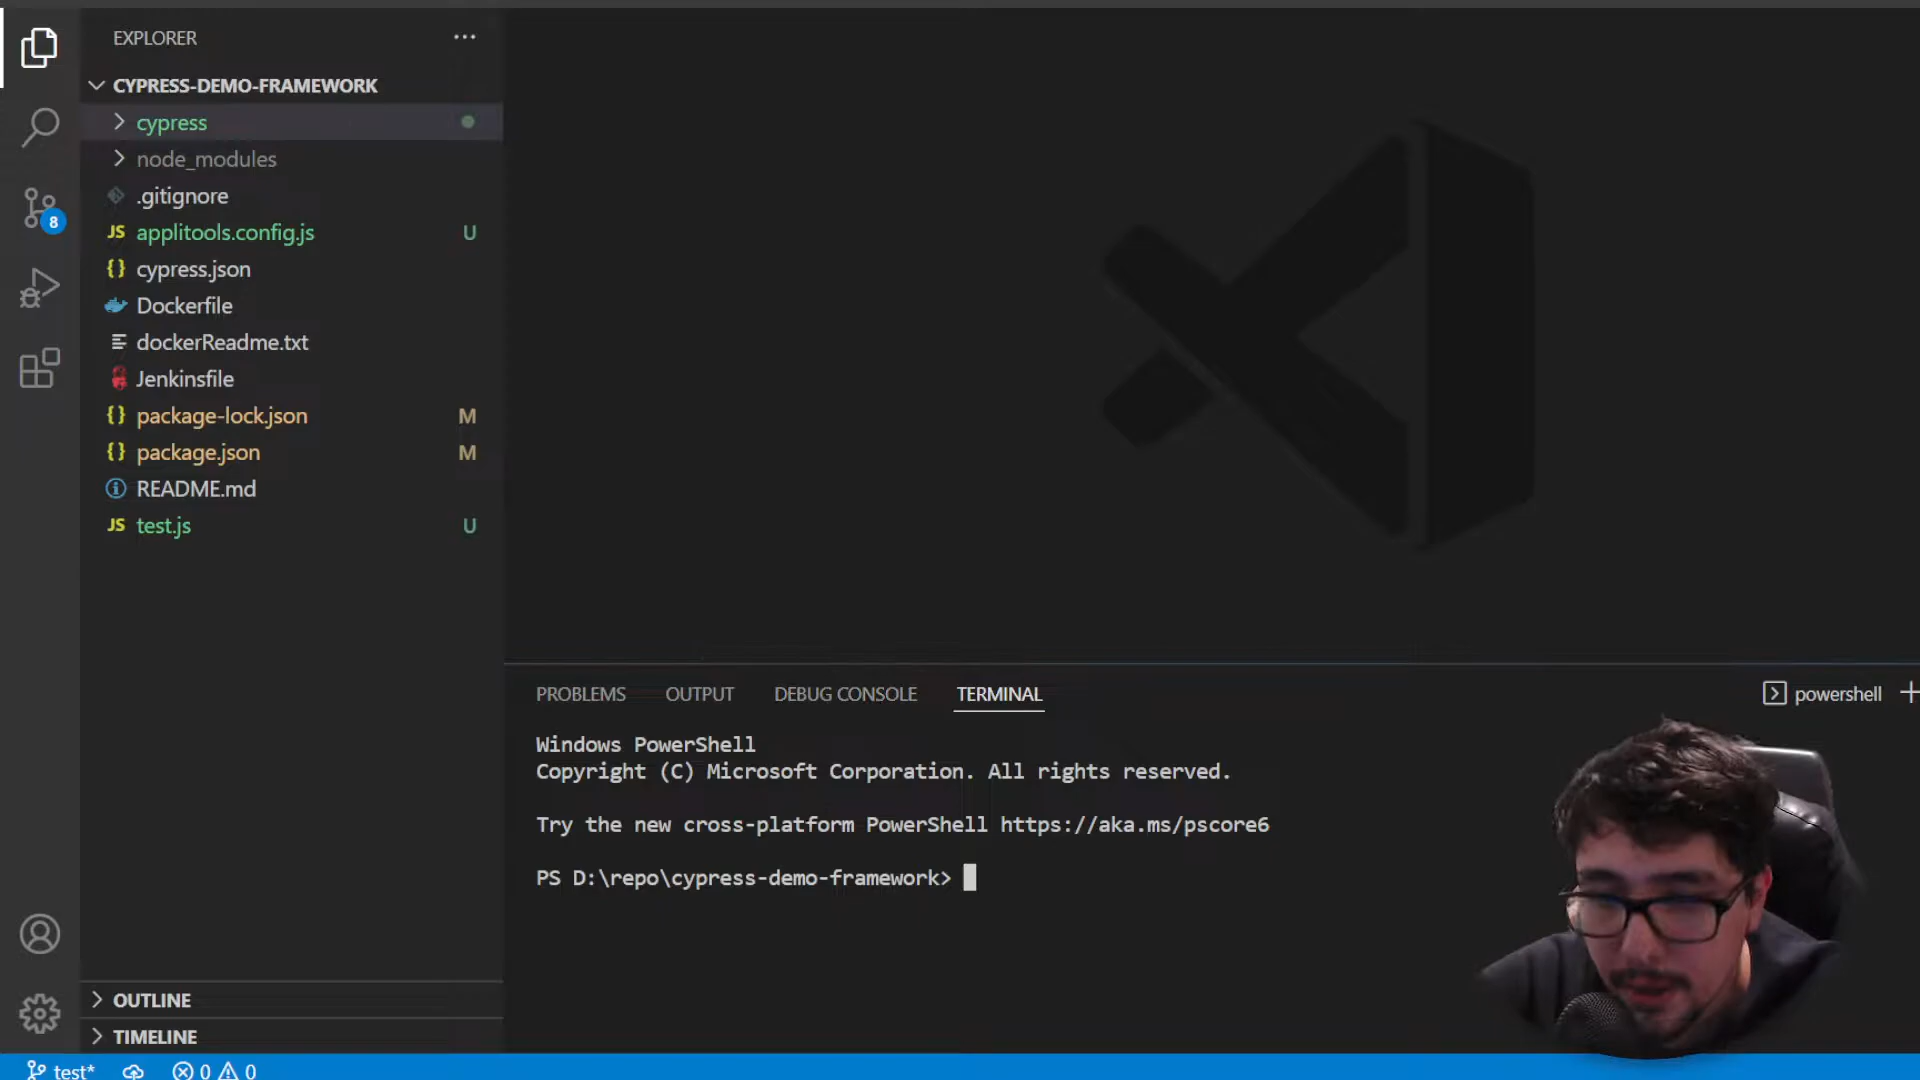 EXPLORER
CYPRESS-DEMO-FRAMEWORK
cypress
node_modules
.gitignore
8
JS applitools.config.js U
{} cypress.json
Dockerfile
dockerReadme.txt
Jenkinsfile
{} package-lock.json M
{} package.json M
README.md
JS test.js U
PROBLEMS OUTPUT DEBUG CONSOLE TERMINAL
powershell
Windows PowerShell
Copyright (C) Microsoft Corporation. All rights reserved.
Try the new cross-platform PowerShell https://aka.ms/pscore6
PS D:\repo\cypress-demo-framework>
OUTLINE
TIMELINE
test* 0 0